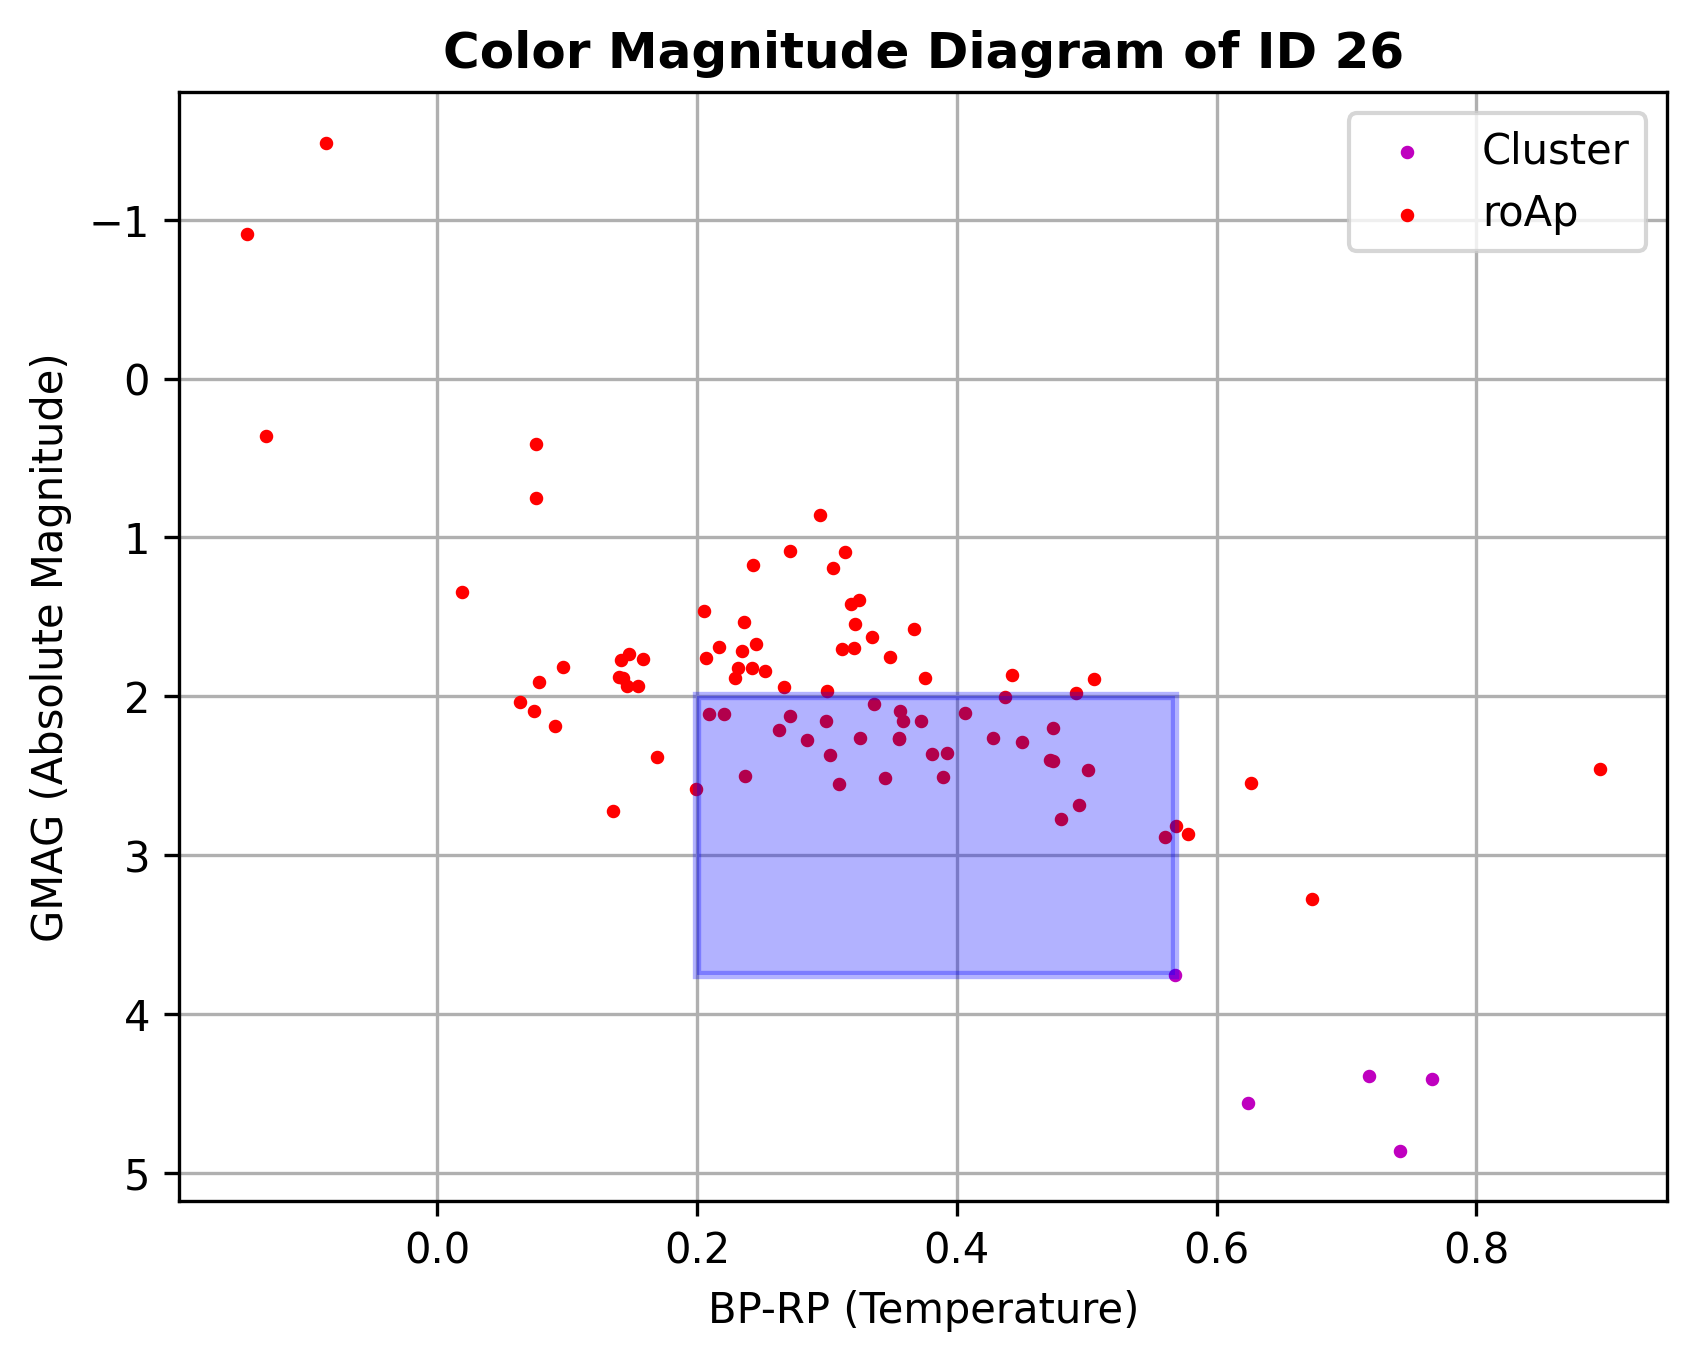 Color Magnitude Diagram of ID 26
Cluster
roAp
GMAG (Absolute Magnitude)
−1
0
1
2
3
4
5
0.0 0.2 0.4 0.6 0.8
BP-RP (Temperature)